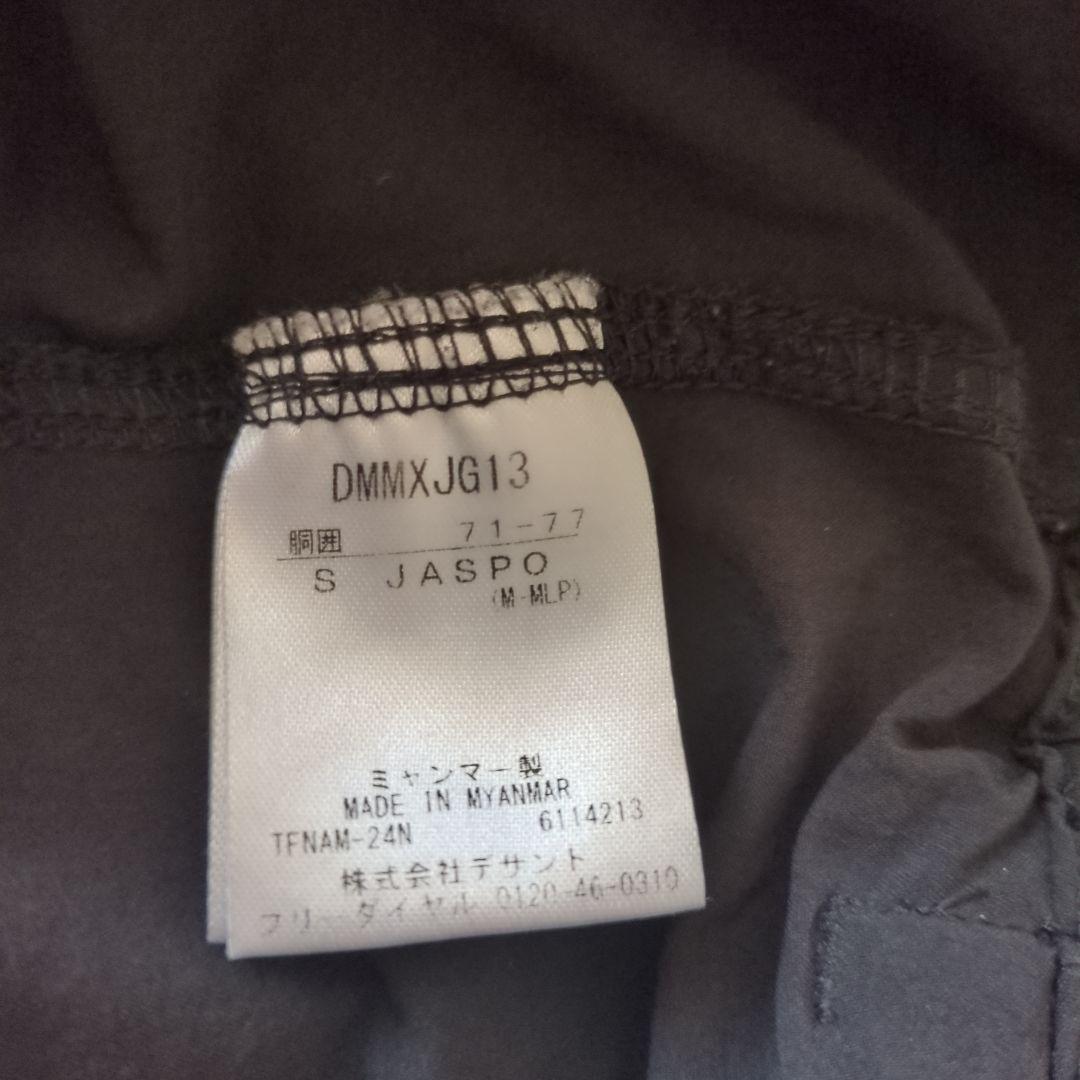 DMMXJG13
胴囲 71-77
S JASPO
(M-MLP)
ミャンマー製
MADE IN MYANMAR
TFNAM-24N 6114213
株式会社デサント
フリーダイヤル 0120-46-0310